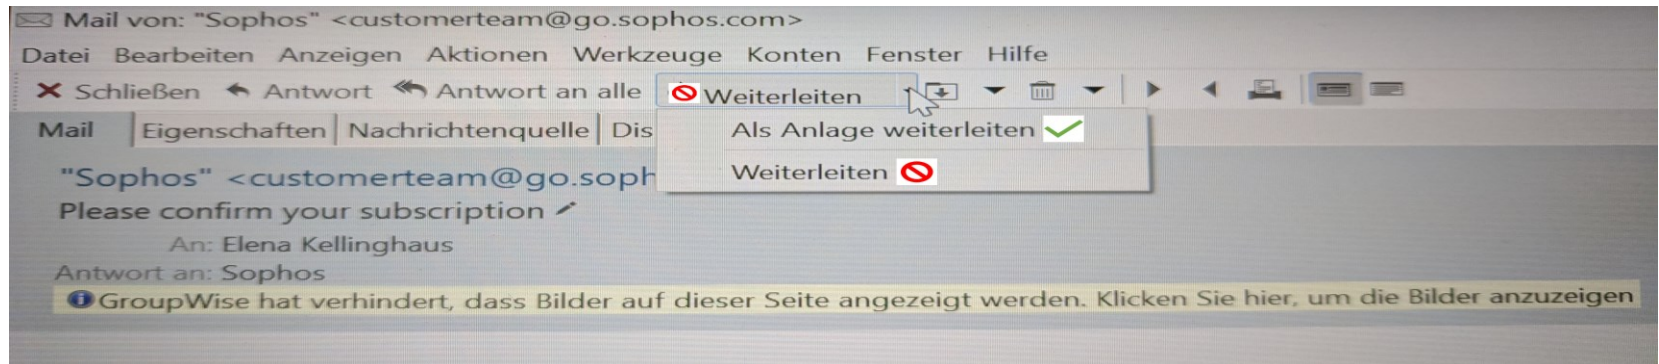 Mail von: "Sophos" <customerteam@go.sophos.com>
Datei Bearbeiten Anzeigen Aktionen Werkzeuge Konten Fenster Hilfe
Schließen Antwort Antwort an alle Weiterleiten
Mail Eigenschaften Nachrichtenquelle Dis
Als Anlage weiterleiten
Weiterleiten
"Sophos" <customerteam@go.soph
Please confirm your subscription
An: Elena Kellinghaus
Antwort an: Sophos
GroupWise hat verhindert, dass Bilder auf dieser Seite angezeigt werden. Klicken Sie hier, um die Bilder anzuzeigen